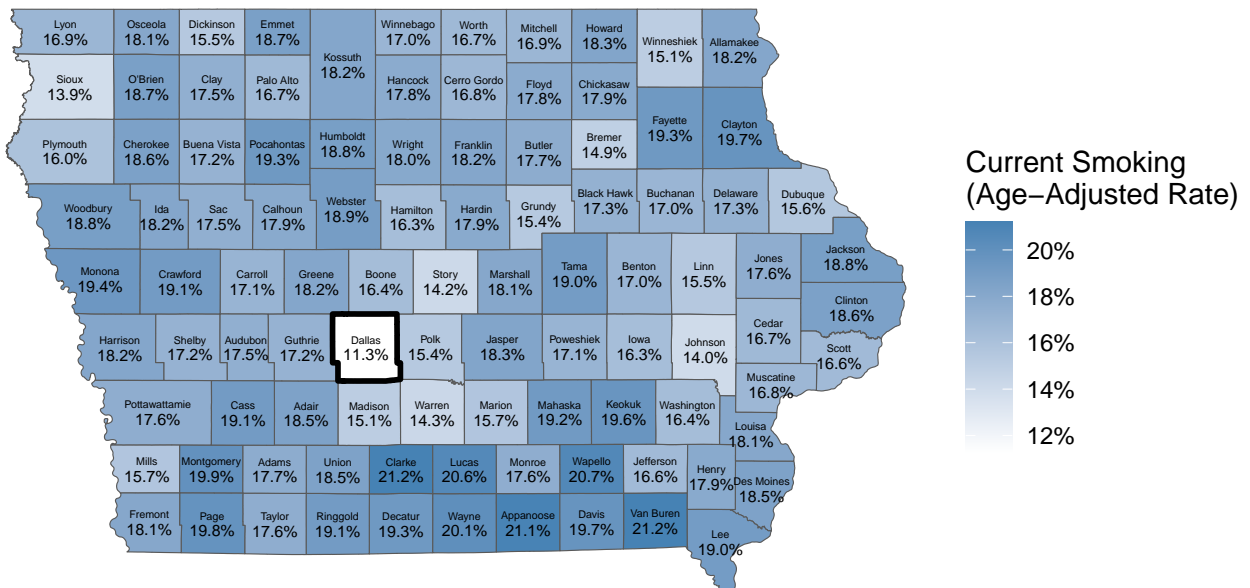 Lyon
16.9%
Osceola
18.1%
Dickinson
15.5%
Emmet
18.7%
Kossuth
18.2%
Winnebago
17.0%
Worth
16.7%
Mitchell
16.9%
Howard
18.3%
Winneshiek
15.1%
Allamakee
18.2%
Sioux
13.9%
O'Brien
18.7%
Clay
17.5%
Palo Alto
16.7%
Hancock
17.8%
Cerro Gordo
16.8%
Floyd
17.8%
Chickasaw
17.9%
Fayette
19.3%
Clayton
19.7%
Plymouth
16.0%
Cherokee
18.6%
Buena Vista
17.2%
Pocahontas
19.3%
Humboldt
18.8%
Wright
18.0%
Franklin
18.2%
Butler
17.7%
Bremer
14.9%
Woodbury
18.8%
Ida
18.2%
Sac
17.5%
Calhoun
17.9%
Webster
18.9%
Hamilton
16.3%
Hardin
17.9%
Grundy
15.4%
Black Hawk
17.3%
Buchanan
17.0%
Delaware
17.3%
Dubuque
15.6%
Monona
19.4%
Crawford
19.1%
Carroll
17.1%
Greene
18.2%
Boone
16.4%
Story
14.2%
Marshall
18.1%
Tama
19.0%
Benton
17.0%
Linn
15.5%
Jones
17.6%
Jackson
18.8%
Clinton
18.6%
Harrison
18.2%
Shelby
17.2%
Audubon
17.5%
Guthrie
17.2%
Dallas
11.3%
Polk
15.4%
Jasper
18.3%
Poweshiek
17.1%
Iowa
16.3%
Johnson
14.0%
Cedar
16.7%
Scott
16.6%
Muscatine
16.8%
Pottawattamie
17.6%
Cass
19.1%
Adair
18.5%
Madison
15.1%
Warren
14.3%
Marion
15.7%
Mahaska
19.2%
Keokuk
19.6%
Washington
16.4%
Louisa
18.1%
Mills
15.7%
Montgomery
19.9%
Adams
17.7%
Union
18.5%
Clarke
21.2%
Lucas
20.6%
Monroe
17.6%
Wapello
20.7%
Jefferson
16.6%
Henry
17.9%
Des Moines
18.5%
Fremont
18.1%
Page
19.8%
Taylor
17.6%
Ringgold
19.1%
Decatur
19.3%
Wayne
20.1%
Appanoose
21.1%
Davis
19.7%
Van Buren
21.2%
Lee
19.0%
Current Smoking
(Age−Adjusted Rate)
20%
18%
16%
14%
12%